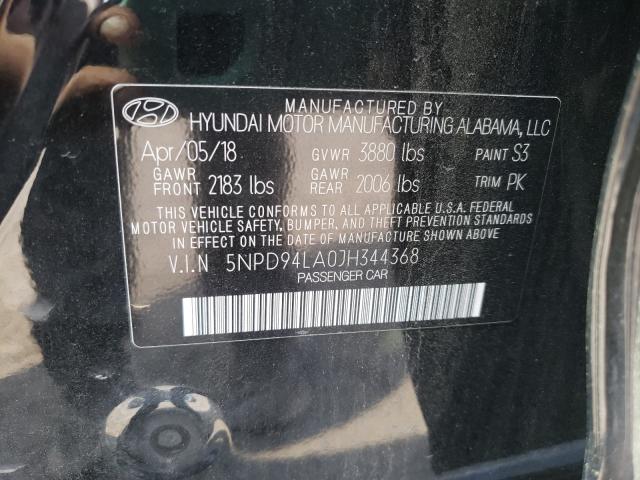 MANUFACTURED BY
HYUNDAI MOTOR MANUFACTURING ALABAMA, LLC
Apr/05/18 GVWR 3880 lbs PAINT S3
GAWR FRONT 2183 lbs GAWR REAR 2006 lbs TRIM PK
THIS VEHICLE CONFORMS TO ALL APPLICABLE U.S.A. FEDERAL
MOTOR VEHICLE SAFETY, BUMPER, AND THEFT PREVENTION STANDARDS
IN EFFECT ON THE DATE OF MANUFACTURE SHOWN ABOVE.
V.I.N 5NPD94LA0JH344368
PASSENGER CAR